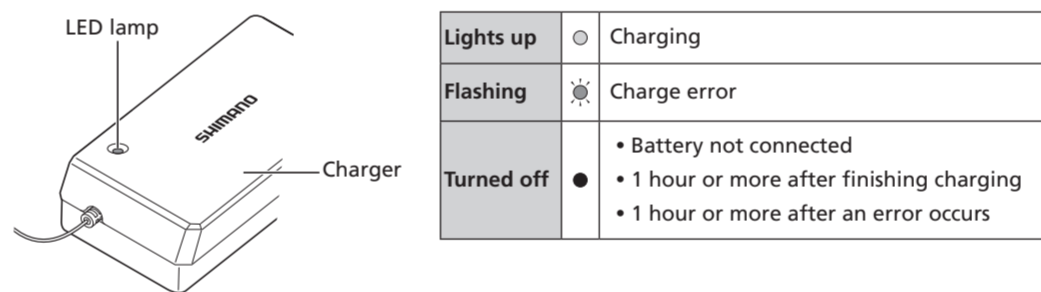 LED lamp
SHIMANO
Charger
Lights up Charging
Flashing Charge error
Turned off
• Battery not connected
• 1 hour or more after finishing charging
• 1 hour or more after an error occurs